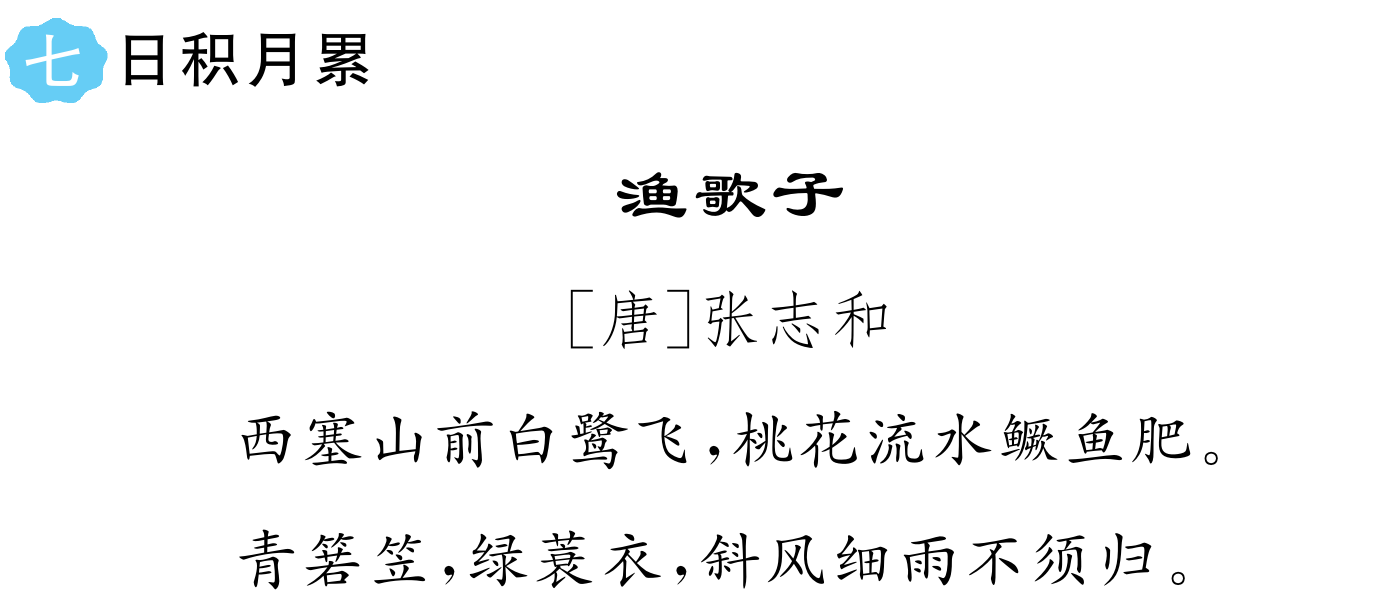 七 日积月累
渔歌子
[唐]张志和
西塞山前白鹭飞,桃花流水鳜鱼肥。
青箬笠,绿蓑衣,斜风细雨不须归。